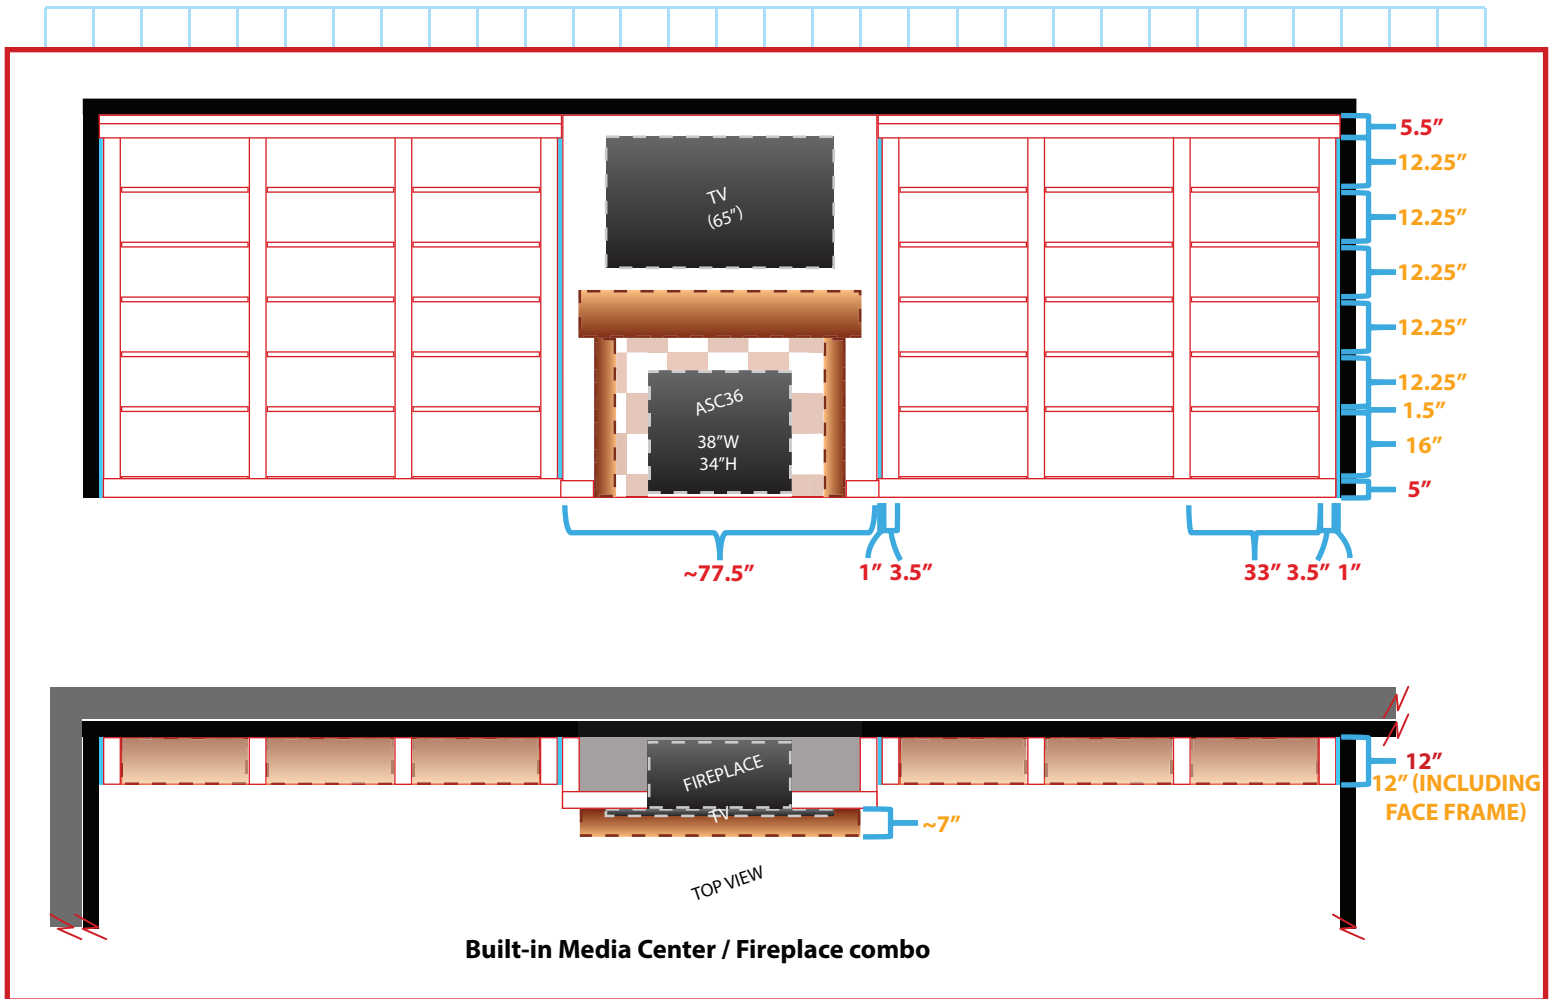 5.5”
12.25”
TV
(65”)
12.25”
12.25”
12.25”
12.25”
ASC36
1.5”
38”W
34”H
16”
5”
~77.5”
1” 3.5”
33” 3.5” 1”
FIREPLACE
12”
12” (INCLUDING
FACE FRAME)
TV
~7”
TOP VIEW
Built-in Media Center / Fireplace combo